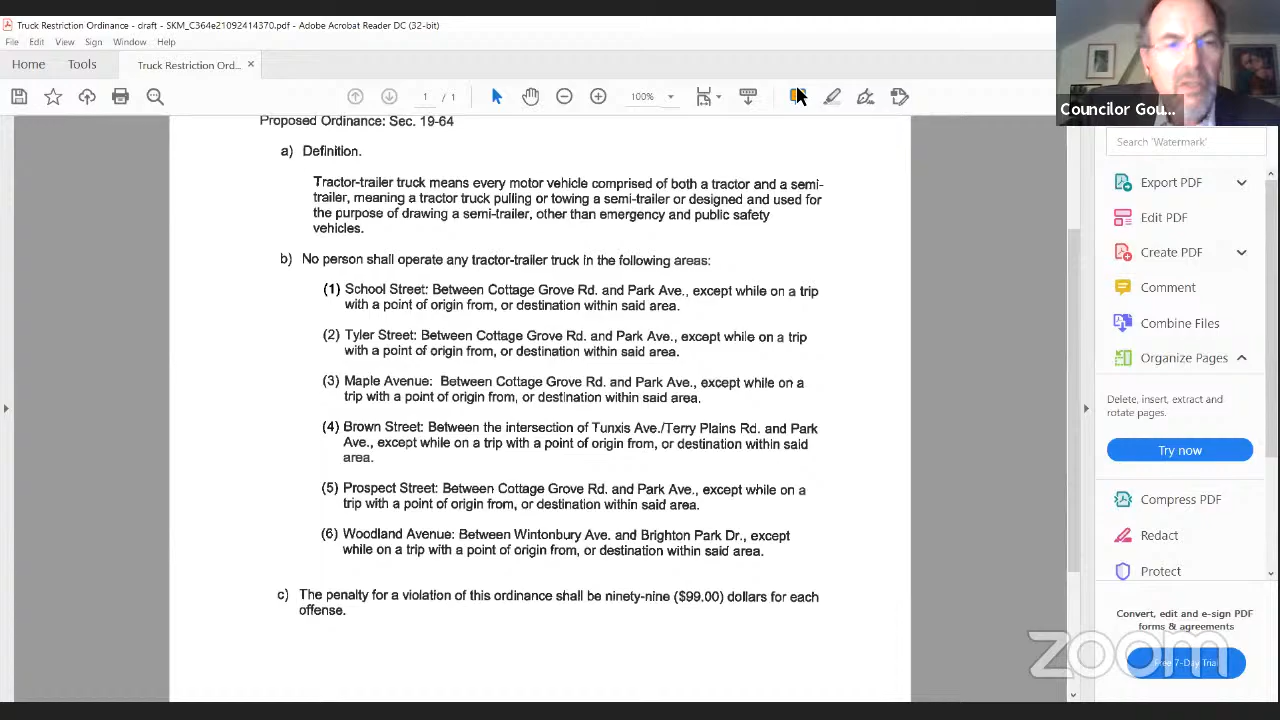 Truck Restriction Ordinance - draft - SKM_C364e21092414370.pdf - Adobe Acrobat Reader DC (32-bit)
File Edit View Sign Window Help
Home Tools Truck Restriction Ord... ×
1 / 1 100%
Councilor Gou...
Proposed Ordinance: Sec. 19-64
a) Definition.
Tractor-trailer truck means every motor vehicle comprised of both a tractor and a semi-
trailer, meaning a tractor truck pulling or towing a semi-trailer or designed and used for
the purpose of drawing a semi-trailer, other than emergency and public safety
vehicles.
b) No person shall operate any tractor-trailer truck in the following areas:
(1) School Street: Between Cottage Grove Rd. and Park Ave., except while on a trip
with a point of origin from, or destination within said area.
(2) Tyler Street: Between Cottage Grove Rd. and Park Ave., except while on a trip
with a point of origin from, or destination within said area.
(3) Maple Avenue: Between Cottage Grove Rd. and Park Ave., except while on a
trip with a point of origin from, or destination within said area.
(4) Brown Street: Between the intersection of Tunxis Ave./Terry Plains Rd. and Park
Ave., except while on a trip with a point of origin from, or destination within said
area.
(5) Prospect Street: Between Cottage Grove Rd. and Park Ave., except while on a
trip with a point of origin from, or destination within said area.
(6) Woodland Avenue: Between Wintonbury Ave. and Brighton Park Dr., except
while on a trip with a point of origin from, or destination within said area.
c) The penalty for a violation of this ordinance shall be ninety-nine ($99.00) dollars for each
offense.
Search 'Watermark'
Export PDF
Edit PDF
Create PDF
Comment
Combine Files
Organize Pages
Delete, insert, extract and
rotate pages.
Try now
Compress PDF
Redact
Protect
Convert, edit and e-sign PDF
forms & agreements
Free 7-Day Trial
zoom